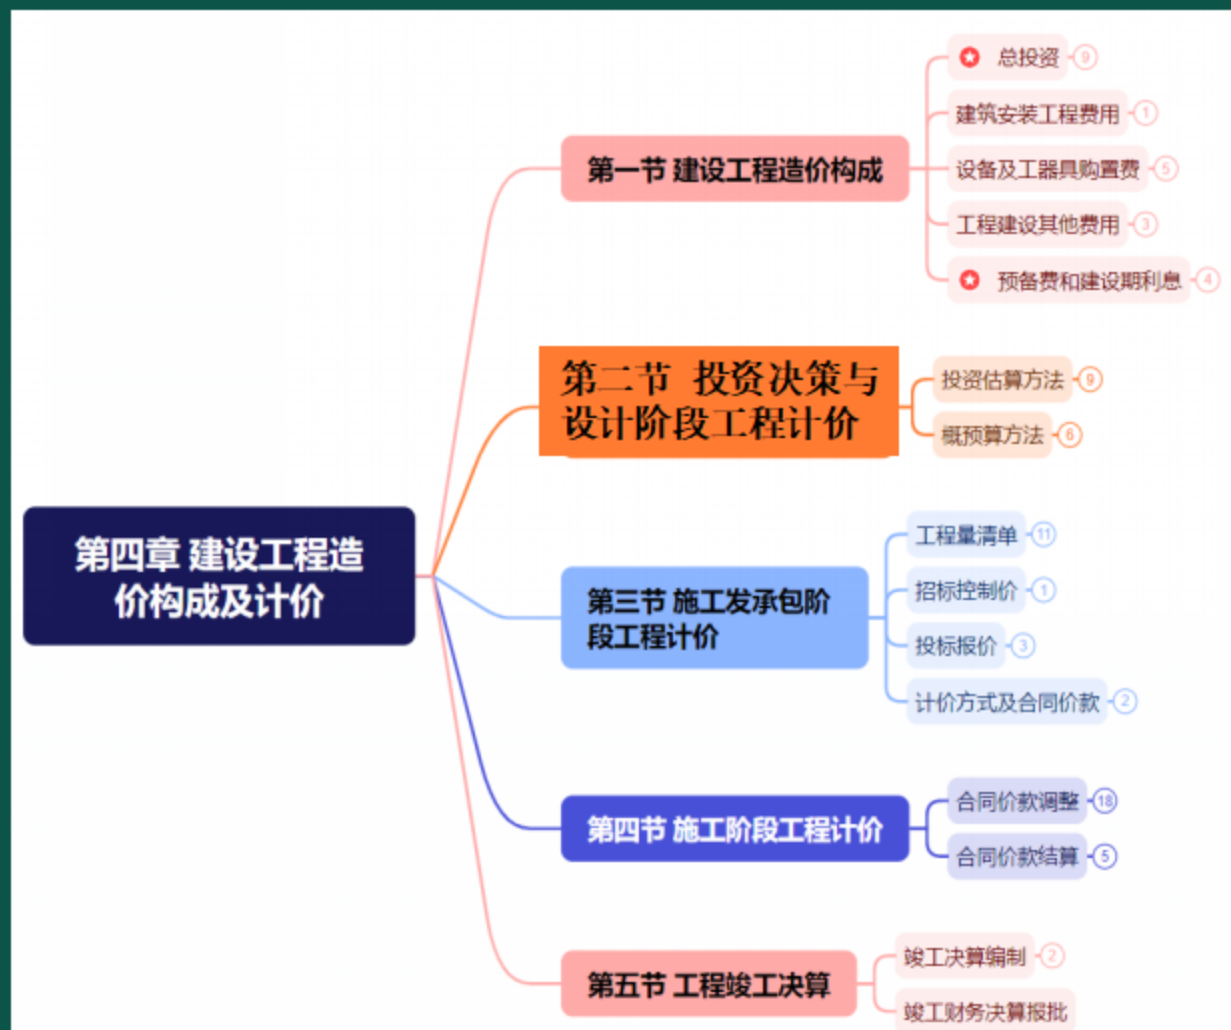 第四章 建设工程造
价构成及计价
第一节 建设工程造价构成
总投资 9
建筑安装工程费用 1
设备及工器具购置费 5
工程建设其他费用 3
预备费和建设期利息 4
第二节 投资决策与
设计阶段工程计价
投资估算方法 9
概预算方法 6
第三节 施工发承包阶
段工程计价
工程量清单 11
招标控制价 1
投标报价 3
计价方式及合同价款 2
第四节 施工阶段工程计价
合同价款调整 18
合同价款结算 5
第五节 工程竣工决算
竣工决算编制 2
竣工财务决算报批